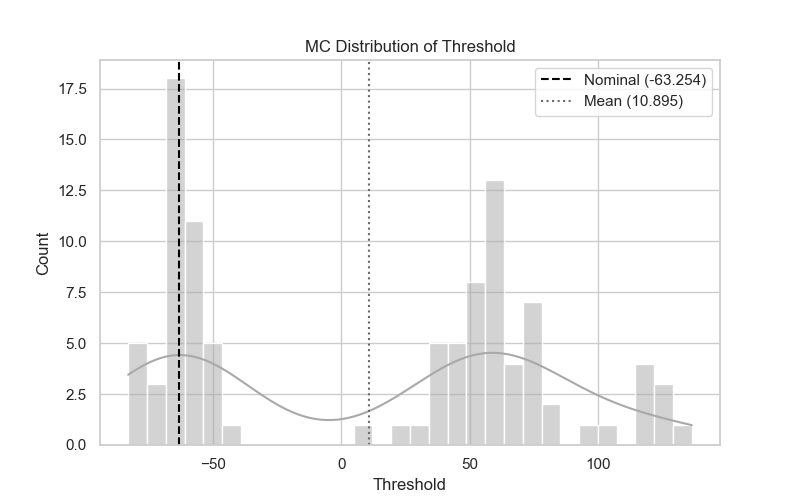 MC Distribution of Threshold
Nominal (-63.254)
Mean (10.895)
17.5
15.0
12.5
10.0
7.5
5.0
2.5
0.0
Count
−50
0
50
100
Threshold